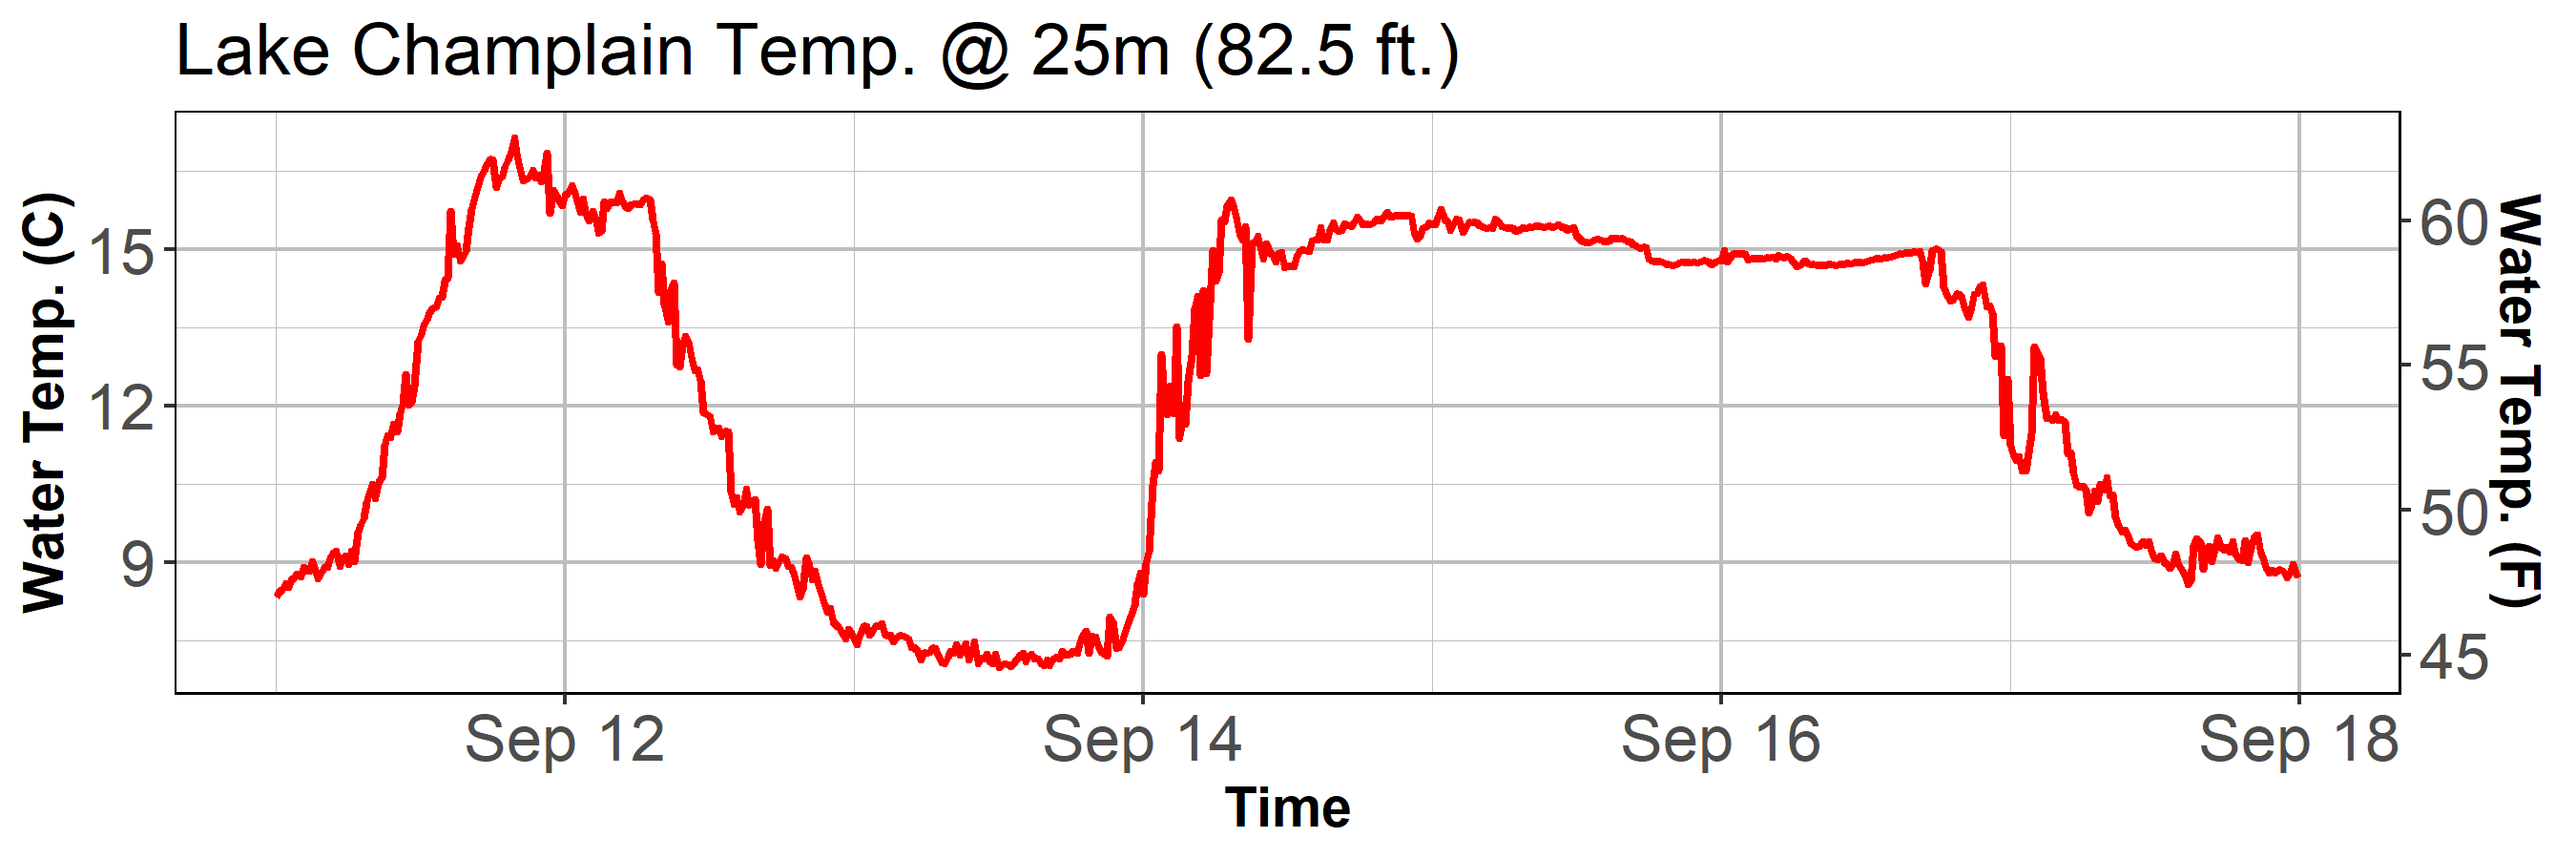 Lake Champlain Temp. @ 25m (82.5 ft.)
Water Temp. (C)
15
12
9
60
55
50
45
Water Temp. (F)
Sep 12
Sep 14
Sep 16
Sep 18
Time